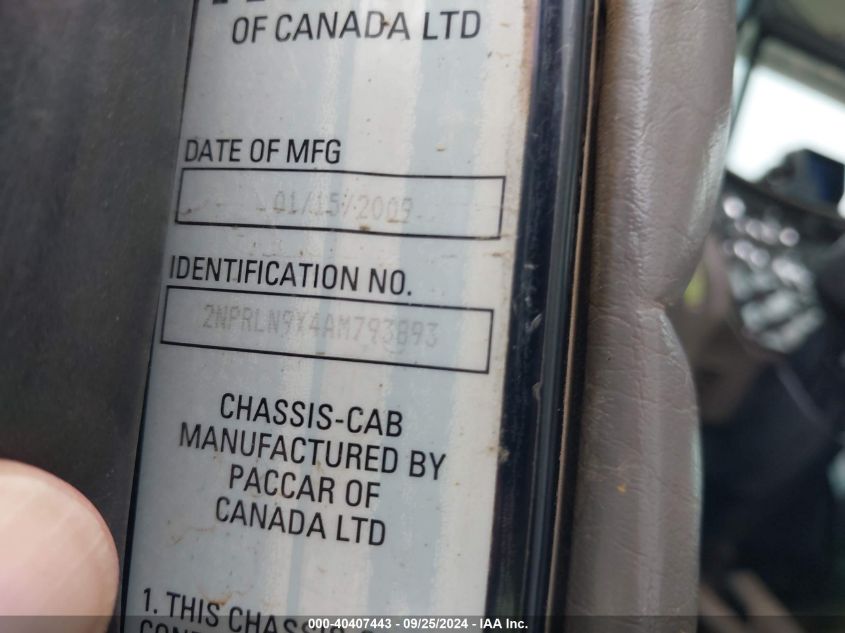 OF CANADA LTD
DATE OF MFG
01/15/2009
IDENTIFICATION NO.
2NPRLN9X4AM793893
CHASSIS-CAB
MANUFACTURED BY
PACCAR OF
CANADA LTD
1. THIS CHASSIS-
000-40407443 - 09/25/2024 - IAA Inc.